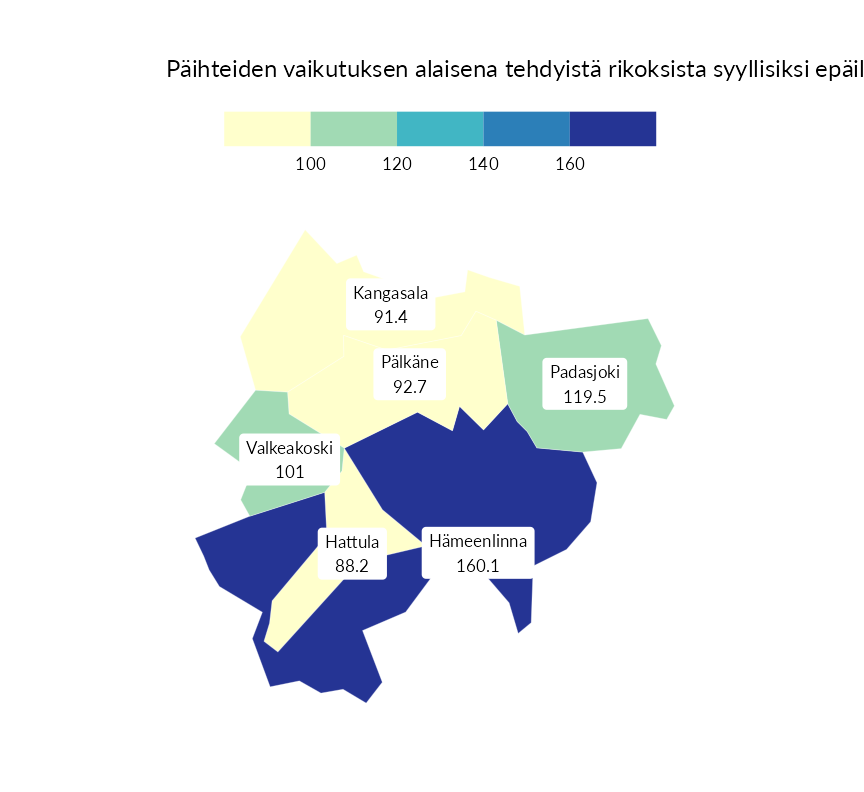 Päihteiden vaikutuksen alaisena tehdyistä rikoksista syyllisiksi epäil
100 120 140 160
Kangasala
91.4
Pälkäne
92.7
Padasjoki
119.5
Valkeakoski
101
Hattula
88.2
Hämeenlinna
160.1